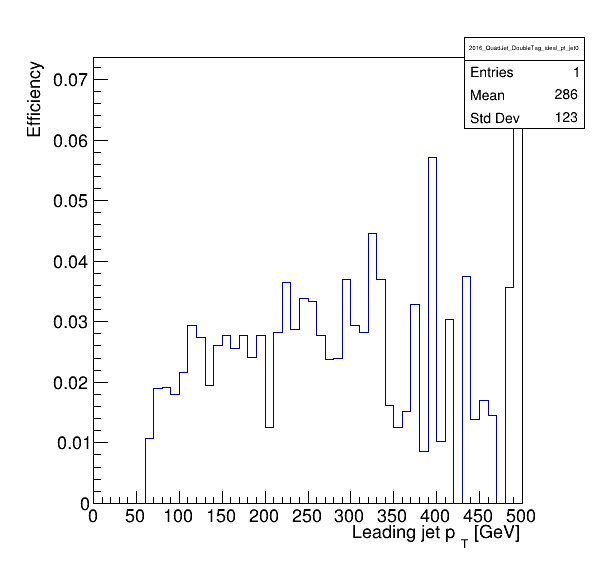 2016_QuadJet_DoubleTag_ideal_pt_jet0
Entries 1
Mean 286
Std Dev 123
Efficiency
0.07
0.06
0.05
0.04
0.03
0.02
0.01
0
0 50 100 150 200 250 300 350 400 450 500
Leading jet p T [GeV]